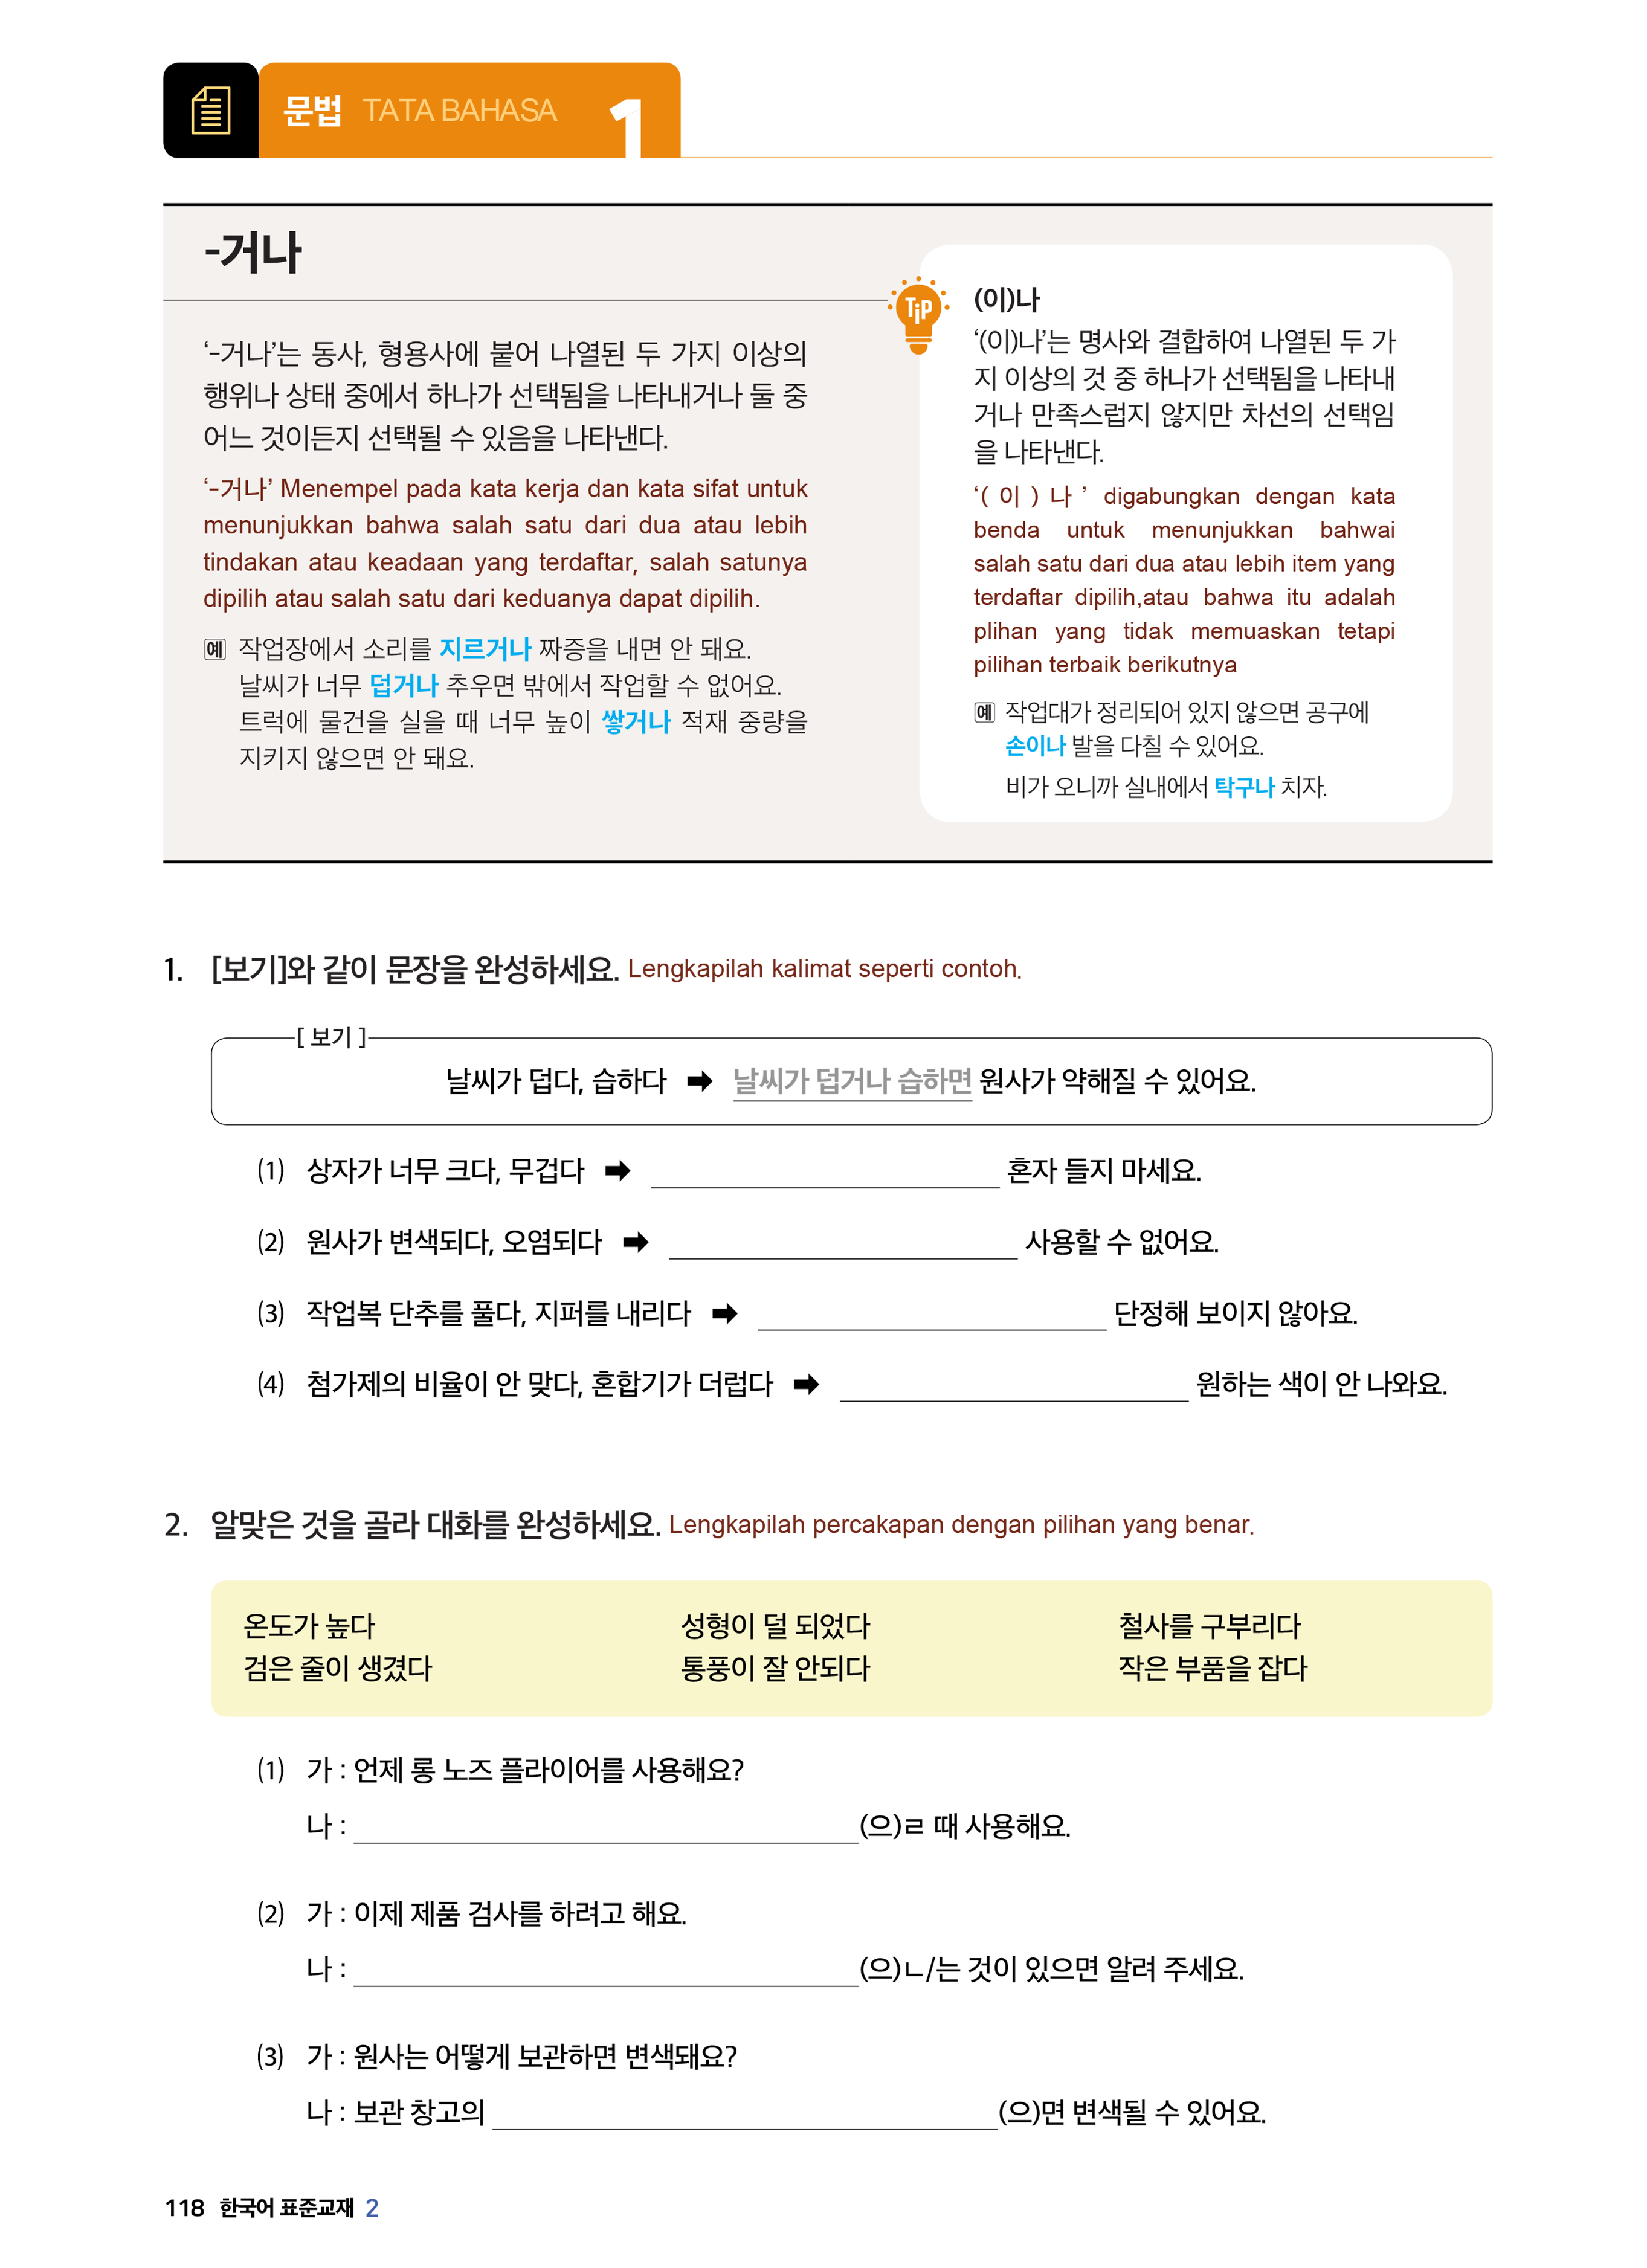 문법 TATA BAHASA 1
-거나
‘-거나’는 동사, 형용사에 붙어 나열된 두 가지 이상의
행위나 상태 중에서 하나가 선택됨을 나타내거나 둘 중
어느 것이든지 선택될 수 있음을 나타낸다.
‘-거나’ Menempel pada kata kerja dan kata sifat untuk
menunjukkan bahwa salah satu dari dua atau lebih
tindakan atau keadaan yang terdaftar, salah satunya
dipilih atau salah satu dari keduanya dapat dipilih.
예 작업장에서 소리를 지르거나 짜증을 내면 안 돼요.
날씨가 너무 덥거나 추우면 밖에서 작업할 수 없어요.
트럭에 물건을 실을 때 너무 높이 쌓거나 적재 중량을
지키지 않으면 안 돼요.
Tip
(이)나
‘(이)나’는 명사와 결합하여 나열된 두 가
지 이상의 것 중 하나가 선택됨을 나타내
거나 만족스럽지 않지만 차선의 선택임
을 나타낸다.
‘( 이 ) 나 ’ digabungkan dengan kata
benda untuk menunjukkan bahwai
salah satu dari dua atau lebih item yang
terdaftar dipilih,atau bahwa itu adalah
plihan yang tidak memuaskan tetapi
pilihan terbaik berikutnya
예 작업대가 정리되어 있지 않으면 공구에
손이나 발을 다칠 수 있어요.
비가 오니까 실내에서 탁구나 치자.
1. [보기]와 같이 문장을 완성하세요. Lengkapilah kalimat seperti contoh.
[ 보기 ]
날씨가 덥다, 습하다 ➡ 날씨가 덥거나 습하면 원사가 약해질 수 있어요.
(1) 상자가 너무 크다, 무겁다 ➡ ____________ 혼자 들지 마세요.
(2) 원사가 변색되다, 오염되다 ➡ ____________ 사용할 수 없어요.
(3) 작업복 단추를 풀다, 지퍼를 내리다 ➡ ____________ 단정해 보이지 않아요.
(4) 첨가제의 비율이 안 맞다, 혼합기가 더럽다 ➡ ____________ 원하는 색이 안 나와요.
2. 알맞은 것을 골라 대화를 완성하세요. Lengkapilah percakapan dengan pilihan yang benar.
온도가 높다 성형이 덜 되었다 철사를 구부리다
검은 줄이 생겼다 통풍이 잘 안되다 작은 부품을 잡다
(1) 가 : 언제 롱 노즈 플라이어를 사용해요?
나 : ____________(으)ㄹ 때 사용해요.
(2) 가 : 이제 제품 검사를 하려고 해요.
나 : ____________(으)ㄴ/는 것이 있으면 알려 주세요.
(3) 가 : 원사는 어떻게 보관하면 변색돼요?
나 : 보관 창고의 ____________(으)면 변색될 수 있어요.
118 한국어 표준교재 2